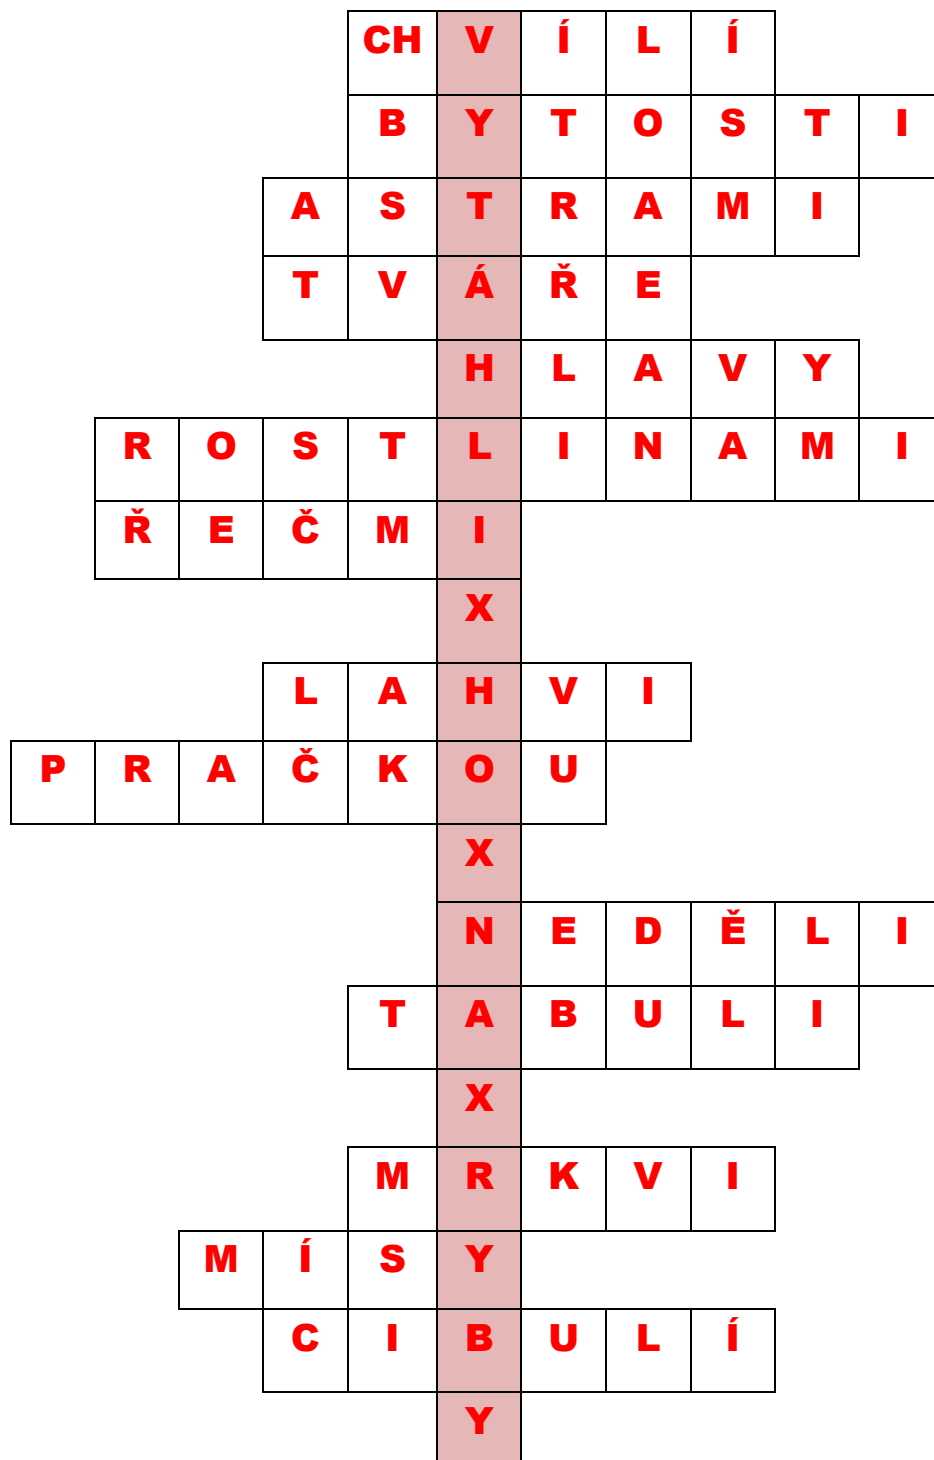 CHVÍLÍ
BYTOSTI
ASTRAMI
TVÁŘE
HLAVY
ROSTLINAMI
ŘEČMI
X
LAHVI
PRAČKOU
X
NEDĚLI
TABULI
X
MRKVI
MÍSY
CIBULÍ
Y